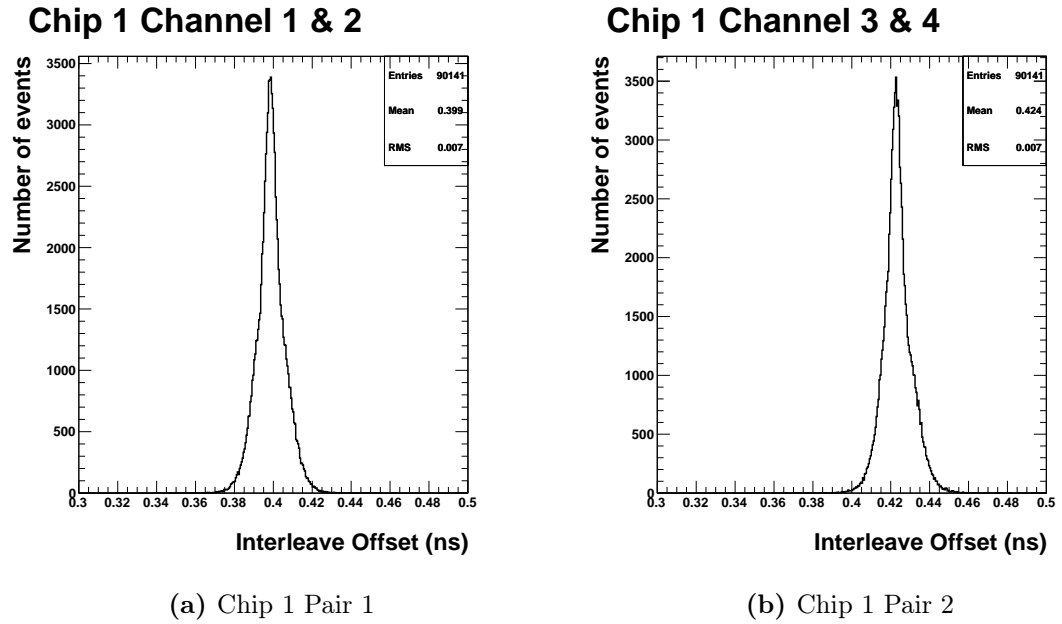 Chip 1 Channel 1 & 2
Number of events
3500
3000
2500
2000
1500
1000
500
0
0.3 0.32 0.34 0.36 0.38 0.4 0.42 0.44 0.46 0.48 0.5
Entries 90141
Mean 0.399
RMS 0.007
Interleave Offset (ns)
(a) Chip 1 Pair 1
Chip 1 Channel 3 & 4
Number of events
3500
3000
2500
2000
1500
1000
500
0
0.3 0.32 0.34 0.36 0.38 0.4 0.42 0.44 0.46 0.48 0.5
Entries 90141
Mean 0.424
RMS 0.007
Interleave Offset (ns)
(b) Chip 1 Pair 2